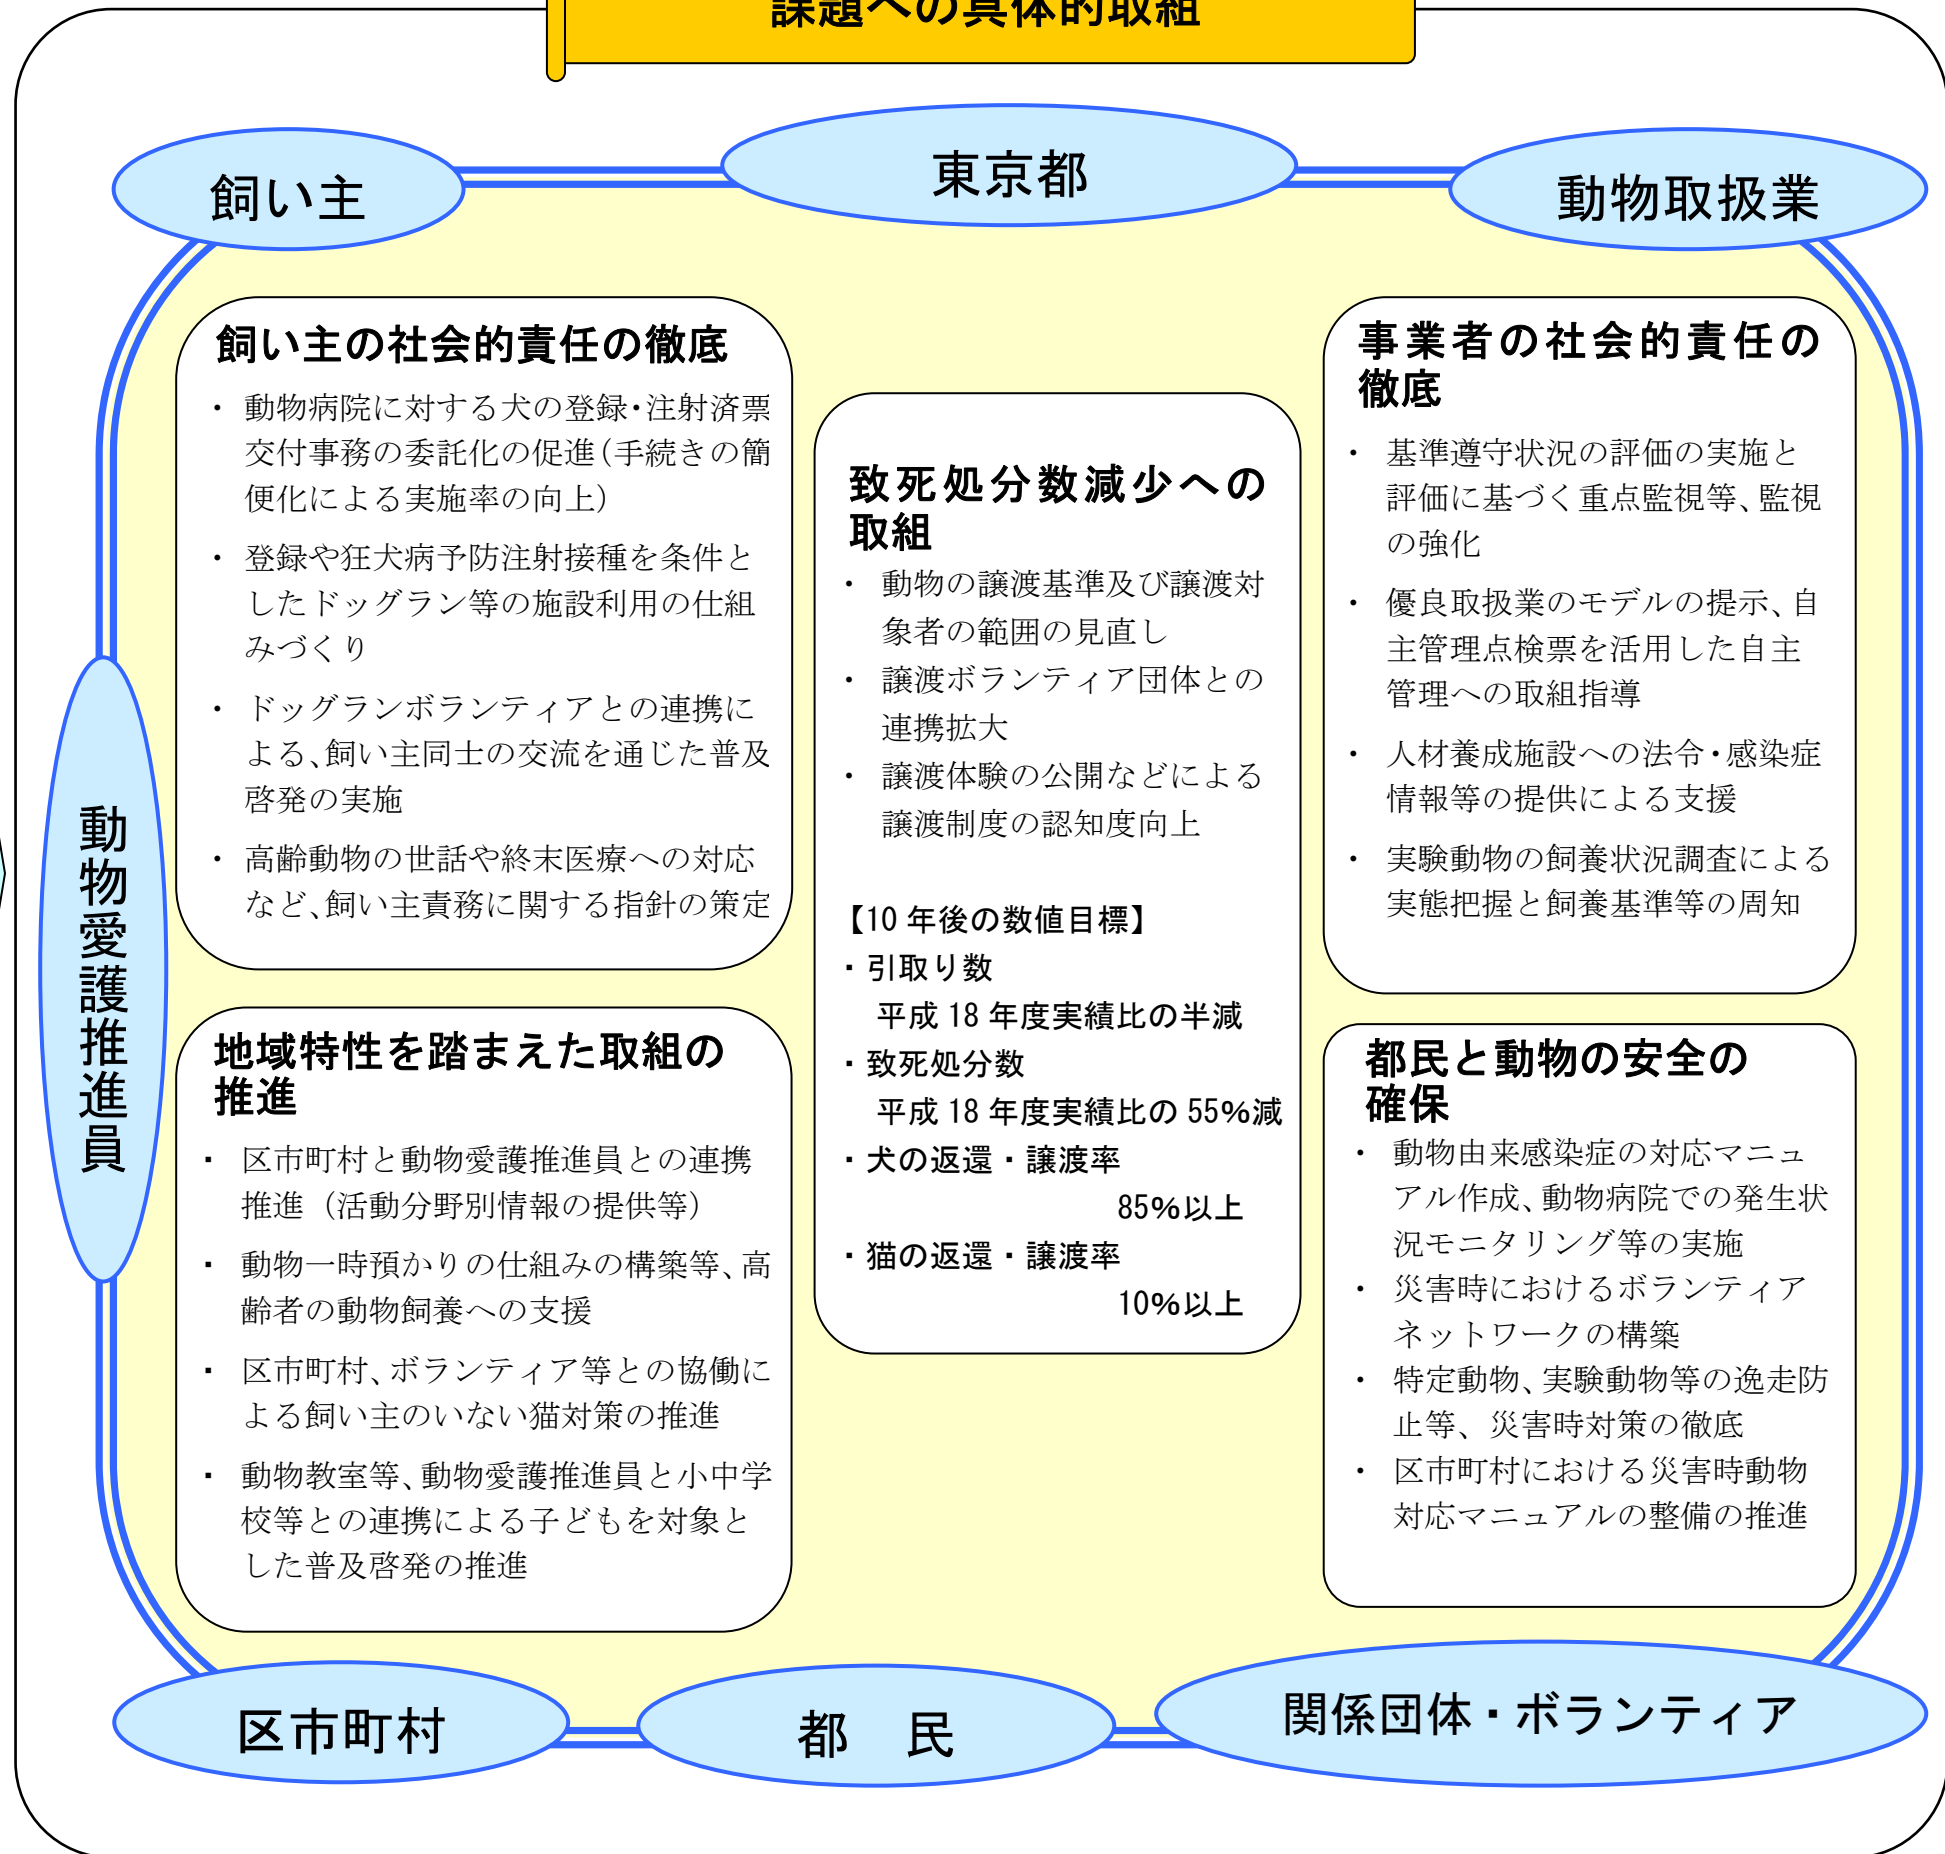 課題への具体的取組
飼い主
東京都
動物取扱業
飼い主の社会的責任の徹底
・ 動物病院に対する犬の登録・注射済票
交付事務の委託化の促進(手続きの簡
便化による実施率の向上)
・ 登録や狂犬病予防注射接種を条件と
したドッグラン等の施設利用の仕組
みづくり
・ ドッグランボランティアとの連携に
よる、飼い主同士の交流を通じた普及
啓発の実施
・ 高齢動物の世話や終末医療への対応
など、飼い主責務に関する指針の策定
致死処分数減少への
取組
・ 動物の譲渡基準及び譲渡対
象者の範囲の見直し
・ 譲渡ボランティア団体との
連携拡大
・ 譲渡体験の公開などによる
譲渡制度の認知度向上
【10 年後の数値目標】
・引取り数
平成 18 年度実績比の半減
・致死処分数
平成 18 年度実績比の 55%減
・犬の返還・譲渡率
85%以上
・猫の返還・譲渡率
10%以上
事業者の社会的責任の
徹底
・ 基準遵守状況の評価の実施と
評価に基づく重点監視等、監視
の強化
・ 優良取扱業のモデルの提示、自
主管理点検票を活用した自主
管理への取組指導
・ 人材養成施設への法令・感染症
情報等の提供による支援
・ 実験動物の飼養状況調査による
実態把握と飼養基準等の周知
動物愛護推進員
地域特性を踏まえた取組の
推進
・ 区市町村と動物愛護推進員との連携
推進（活動分野別情報の提供等）
・ 動物一時預かりの仕組みの構築等、高
齢者の動物飼養への支援
・ 区市町村、ボランティア等との協働に
よる飼い主のいない猫対策の推進
・ 動物教室等、動物愛護推進員と小中学
校等との連携による子どもを対象と
した普及啓発の推進
都民と動物の安全の
確保
・ 動物由来感染症の対応マニュ
アル作成、動物病院での発生状
況モニタリング等の実施
・ 災害時におけるボランティア
ネットワークの構築
・ 特定動物、実験動物等の逸走防
止等、災害時対策の徹底
・ 区市町村における災害時動物
対応マニュアルの整備の推進
区市町村
都　民
関係団体・ボランティア